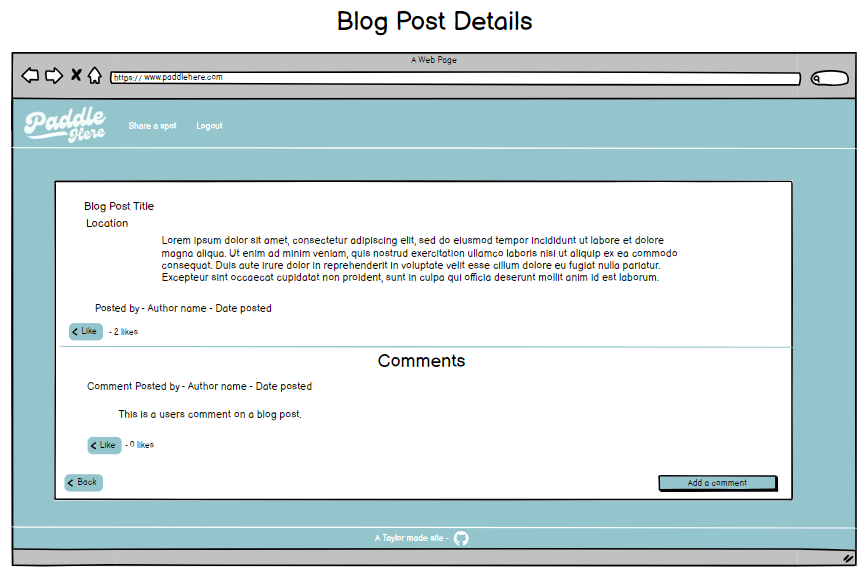 Blog Post Details
A Web Page
https:// www.paddlehere.com
Paddle
Here
Share a spot
Logout
Blog Post Title
Location
Lorem ipsum dolor sit amet, consectetur adipiscing elit, sed do eiusmod tempor incididunt ut labore et dolore
magna aliqua. Ut enim ad minim veniam, quis nostrud exercitation ullamco laboris nisi ut aliquip ex ea commodo
consequat. Duis aute irure dolor in reprehenderit in voluptate velit esse cillum dolore eu fugiat nulla pariatur.
Excepteur sint occaecat cupidatat non proident, sunt in culpa qui officia deserunt mollit anim id est laborum.
Posted by - Author name - Date posted
Like - 2 likes
Comments
Comment Posted by - Author name - Date posted
This is a users comment on a blog post.
Like - 0 likes
Back
Add a comment
A Taylor made site -